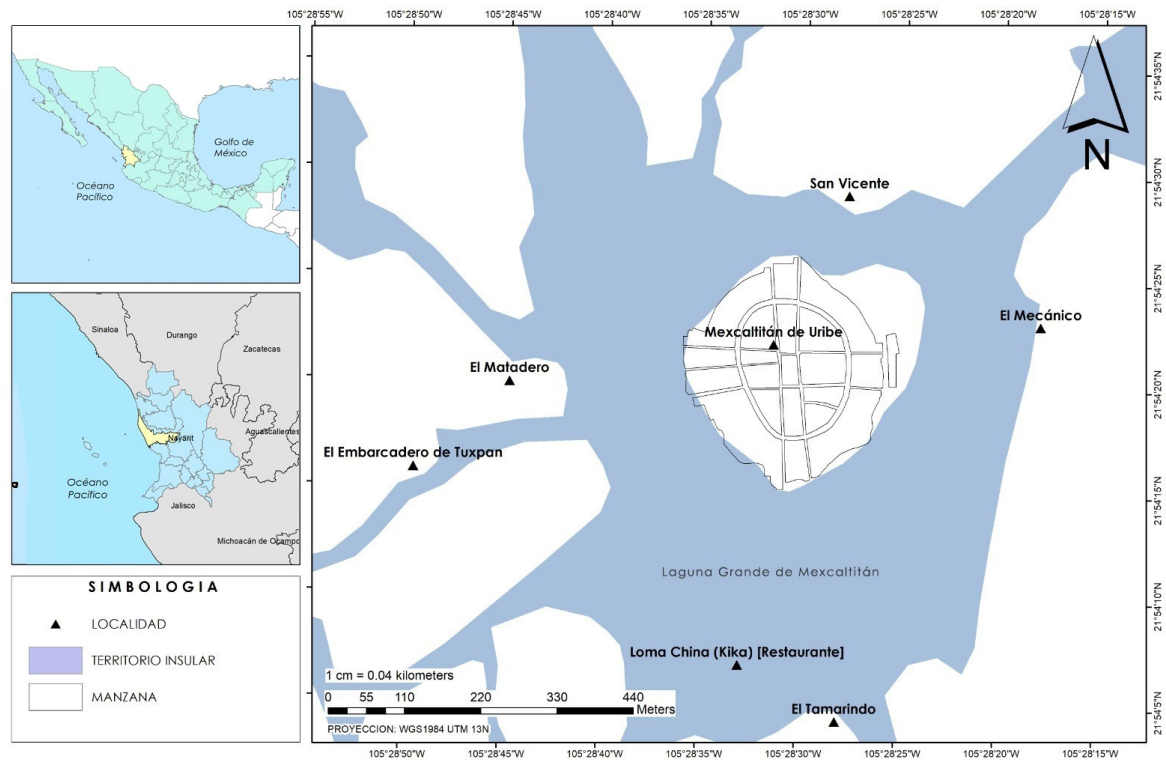 105°28'55"W 105°28'50"W 105°28'45"W 105°28'40"W 105°28'35"W 105°28'30"W 105°28'25"W 105°28'20"W 105°28'15"W
Golfo de
México
Océano
Pacífico
Sinaloa
Durango
Zacatecas
Nayarit
Aguascalientes
Océano
Pacífico
Jalisco
Michoacán de Ocampo
SIMBOLOGIA
LOCALIDAD
TERRITORIO INSULAR
MANZANA
N
San Vicente
El Mecánico
Mexcaltitán de Uribe
El Matadero
El Embarcadero de Tuxpan
Laguna Grande de Mexcaltitán
Loma China (Kika) [Restaurante]
El Tamarindo
1 cm = 0.04 kilometers
0 55 110 220 330 440
Meters
PROYECCION: WGS1984 UTM 13N
21°54'35"N
21°54'30"N
21°54'25"N
21°54'20"N
21°54'15"N
21°54'10"N
21°54'5"N
105°28'50"W 105°28'45"W 105°28'40"W 105°28'35"W 105°28'30"W 105°28'25"W 105°28'20"W 105°28'15"W